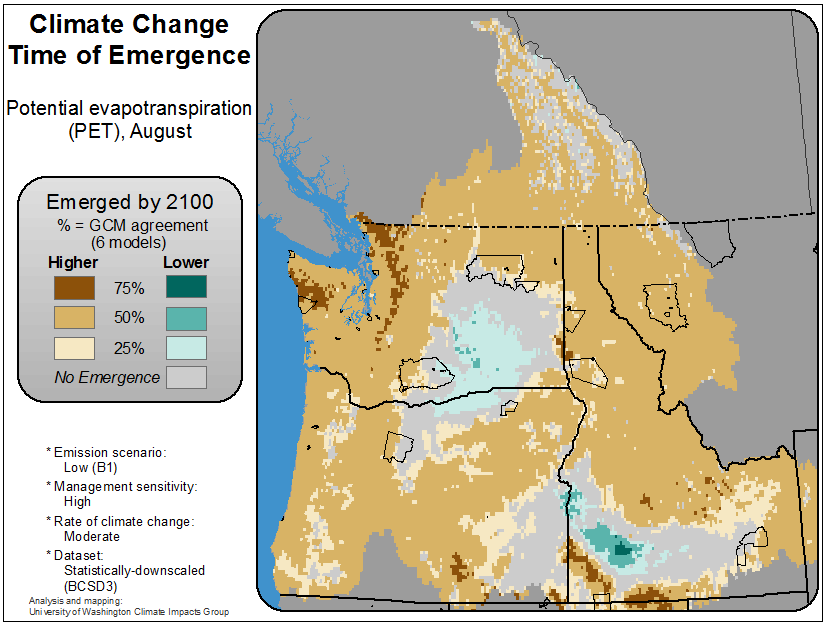 Climate Change
Time of Emergence
Potential evapotranspiration
(PET), August
Emerged by 2100
% = GCM agreement
(6 models)
Higher Lower
75%
50%
25%
No Emergence
* Emission scenario:
Low (B1)
* Management sensitivity:
High
* Rate of climate change:
Moderate
* Dataset:
Statistically-downscaled
(BCSD3)
Analysis and mapping:
University of Washington Climate Impacts Group